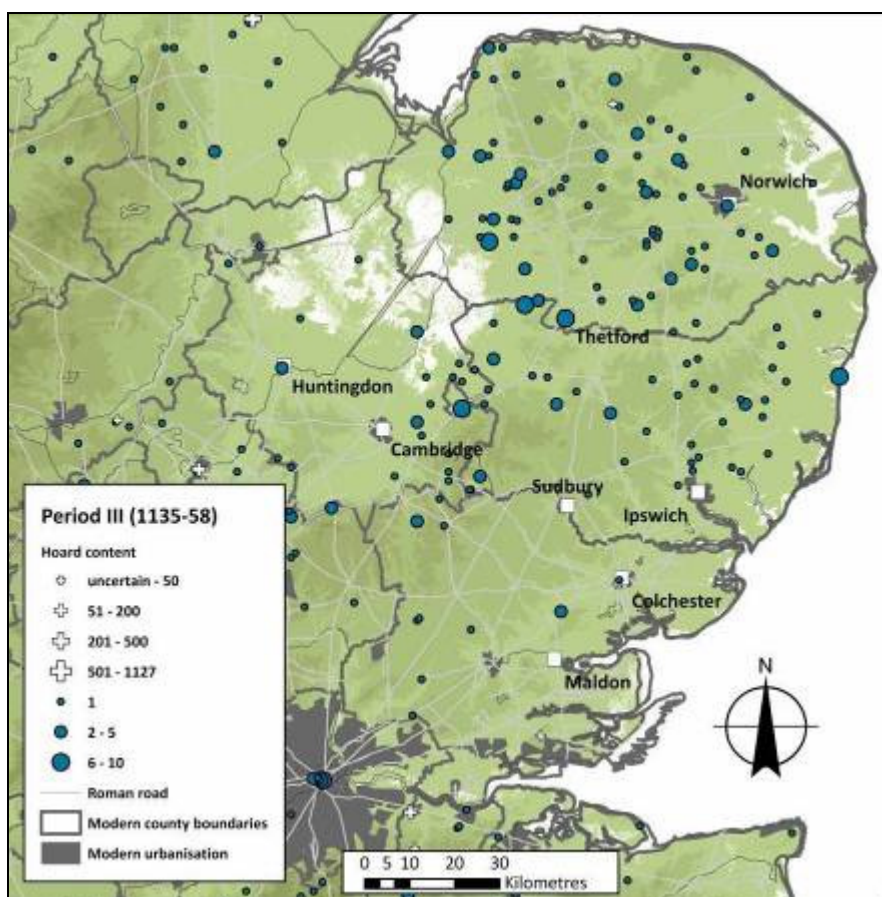 Norwich
Thetford
Huntingdon
Cambridge
Sudbury
Ipswich
Colchester
Maldon
Period III (1135-58)
Hoard content
uncertain - 50
51 - 200
201 - 500
501 - 1127
1
2 - 5
6 - 10
Roman road
Modern county boundaries
Modern urbanisation
N
0 5 10 20 30
Kilometres